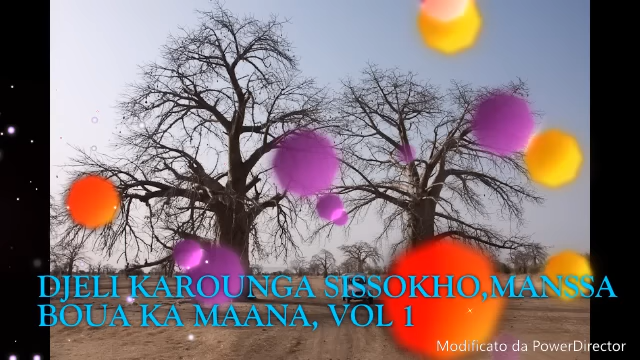 DJELI KAROUNGA SISSOKHO,MANSSA
BOUA KA MAANA, VOL 1
Modificato da PowerDirector